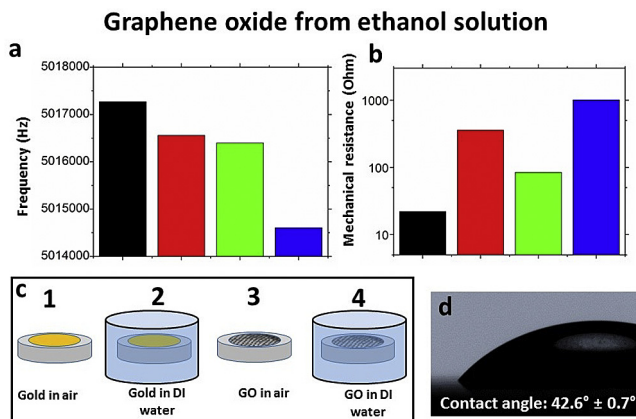 Graphene oxide from ethanol solution
a
b
5018000
5017000
5016000
5015000
5014000
Frequency (Hz)
1000
100
10
Mechanical resistance (Ohm)
c
1
2
3
4
Gold in air
Gold in DI
water
GO in air
GO in DI
water
d
Contact angle: 42.6° ± 0.7°